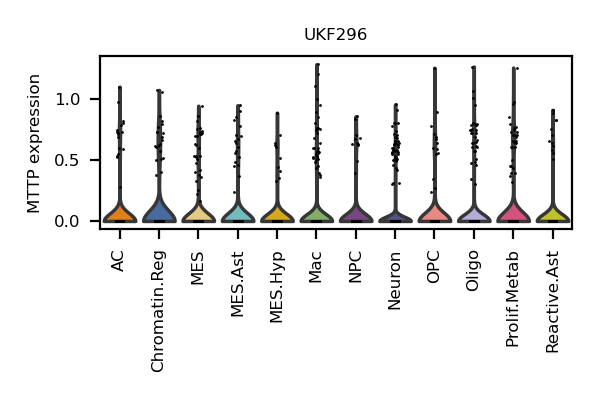 UKF296
MTTP expression
1.0
0.5
0.0
AC
Chromatin.Reg
MES
MES.Ast
MES.Hyp
Mac
NPC
Neuron
OPC
Oligo
Prolif.Metab
Reactive.Ast